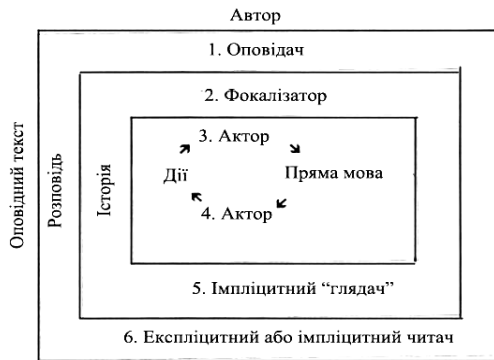 Автор
1. Оповідач
2. Фокалізатор
3. Актор
Дії
Пряма мова
4. Актор
5. Імпліцитний “глядач”
6. Експліцитний або імпліцитний читач
Оповідний текст
Розповідь
Історія